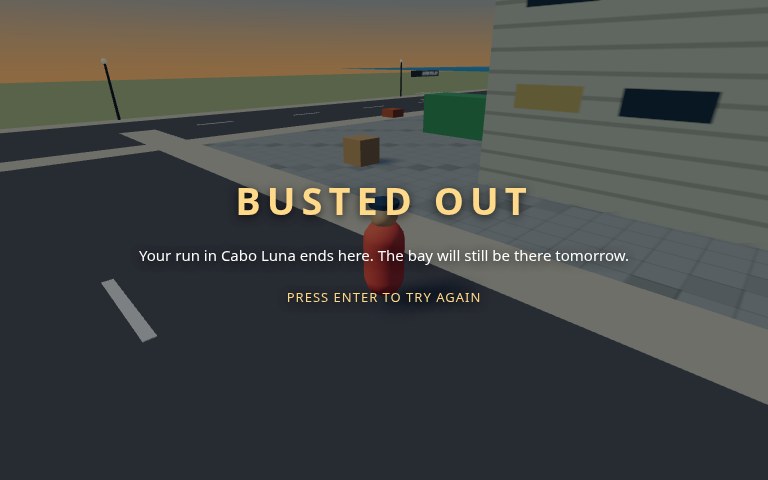 BUSTED OUT
Your run in Cabo Luna ends here. The bay will still be there tomorrow.
PRESS ENTER TO TRY AGAIN